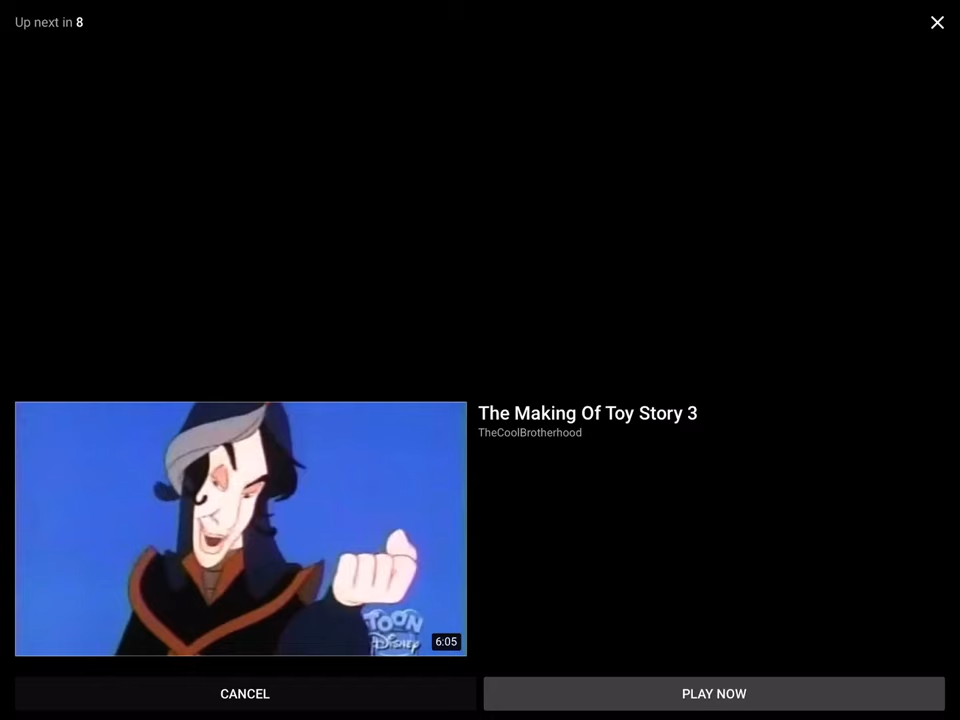 Up next in 8
The Making Of Toy Story 3
TheCoolBrotherhood
TOON
DISNEY
6:05
CANCEL
PLAY NOW